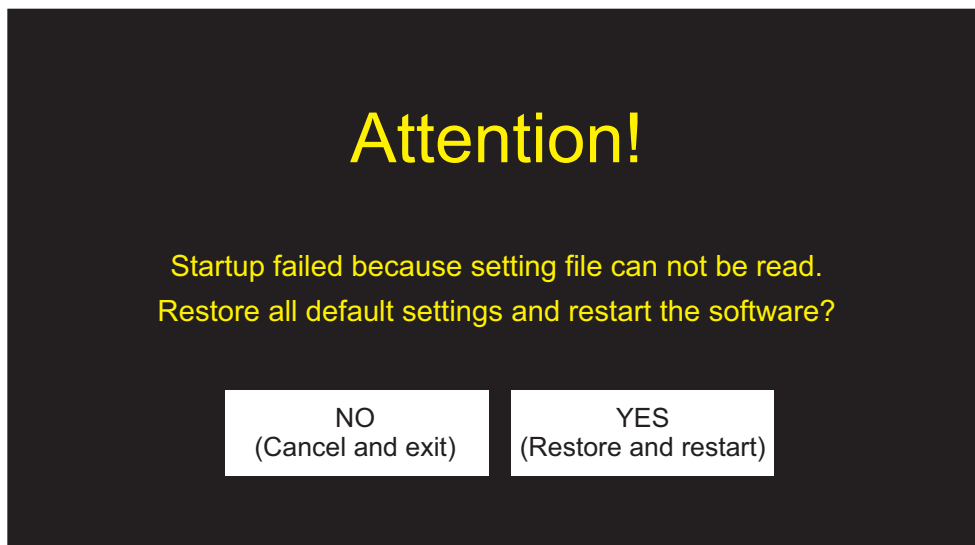 Attention!
Startup failed because setting file can not be read.
Restore all default settings and restart the software?
NO
(Cancel and exit)
YES
(Restore and restart)